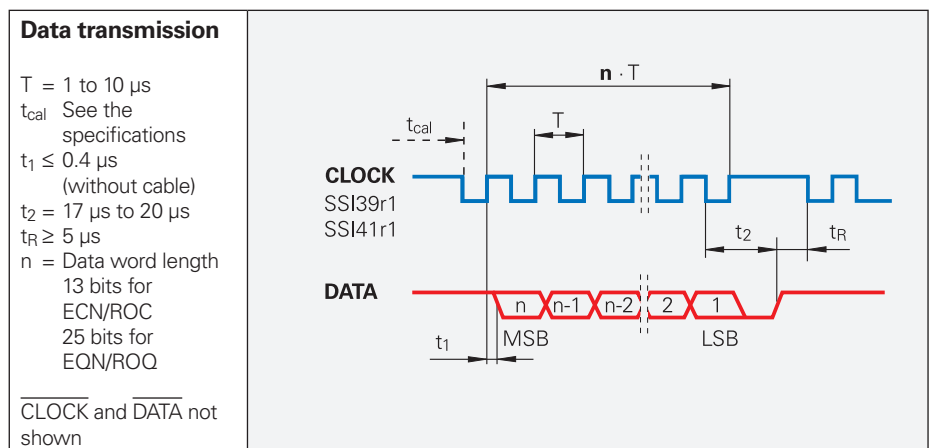 Data transmission
T = 1 to 10 µs
tcal See the
specifications
t1 ≤ 0.4 µs
(without cable)
t2 = 17 µs to 20 µs
tR ≥ 5 µs
n = Data word length
13 bits for
ECN/ROC
25 bits for
EQN/ROQ
CLOCK and DATA not
shown
n · T
tcal
T
CLOCK
SSI39r1
SSI41r1
t2
tR
DATA
n n-1 n-2 2 1
t1
MSB LSB